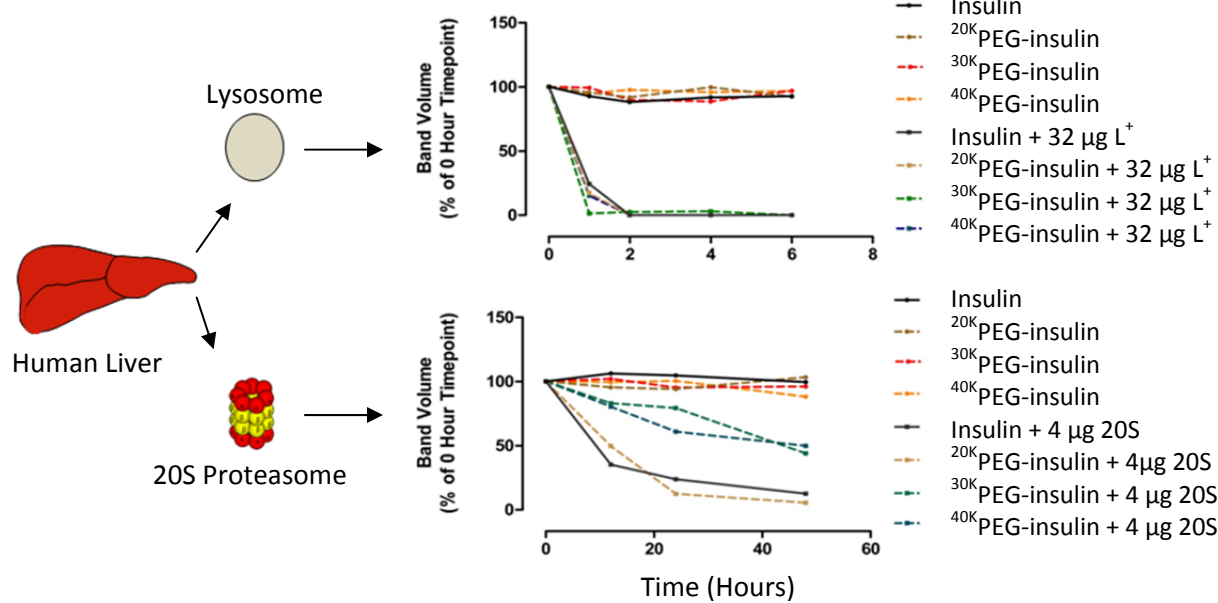 Lysosome
Human Liver
20S Proteasome
Band Volume
(% of 0 Hour Timepoint)
150
100
50
0
0 2 4 6 8
Insulin
20KPEG-insulin
30KPEG-insulin
40KPEG-insulin
Insulin + 32 µg L+
20KPEG-insulin + 32 µg L+
30KPEG-insulin + 32 µg L+
40KPEG-insulin + 32 µg L+
Band Volume
(% of 0 Hour Timepoint)
150
100
50
0
0 20 40 60
Time (Hours)
Insulin
20KPEG-insulin
30KPEG-insulin
40KPEG-insulin
Insulin + 4 µg 20S
20KPEG-insulin + 4µg 20S
30KPEG-insulin + 4 µg 20S
40KPEG-insulin + 4 µg 20S